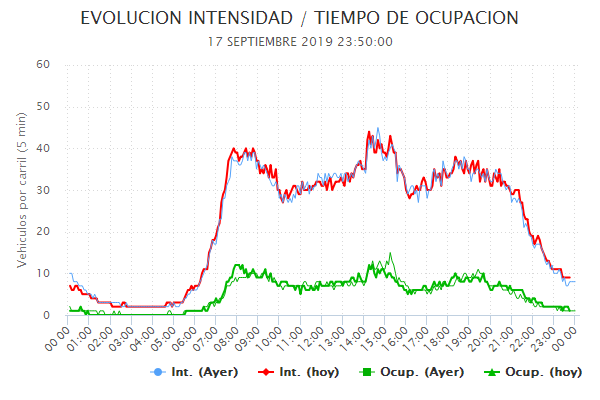 EVOLUCION INTENSIDAD / TIEMPO DE OCUPACION
17 SEPTIEMBRE 2019 23:50:00
Vehiculos por carril (5 min)
60
50
40
30
20
10
0
00:00 01:00 02:00 03:00 04:00 05:00 06:00 07:00 08:00 09:00 10:00 11:00 12:00 13:00 14:00 15:00 16:00 17:00 18:00 19:00 20:00 21:00 22:00 23:00 00:00
Int. (Ayer) Int. (hoy) Ocup. (Ayer) Ocup. (hoy)